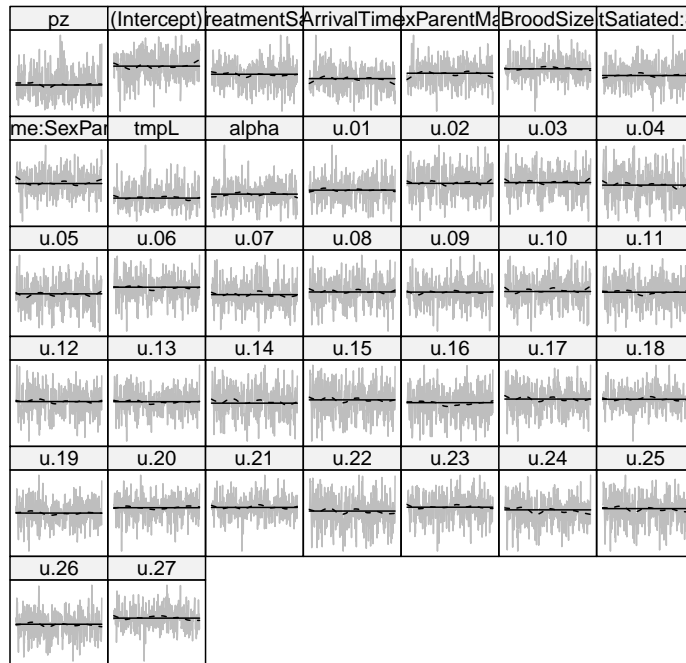 pz (Intercept) reatmentSa ArrivalTime exParentMa BroodSize tSatiated:
me:SexPar tmpL alpha u.01 u.02 u.03 u.04
u.05 u.06 u.07 u.08 u.09 u.10 u.11
u.12 u.13 u.14 u.15 u.16 u.17 u.18
u.19 u.20 u.21 u.22 u.23 u.24 u.25
u.26 u.27